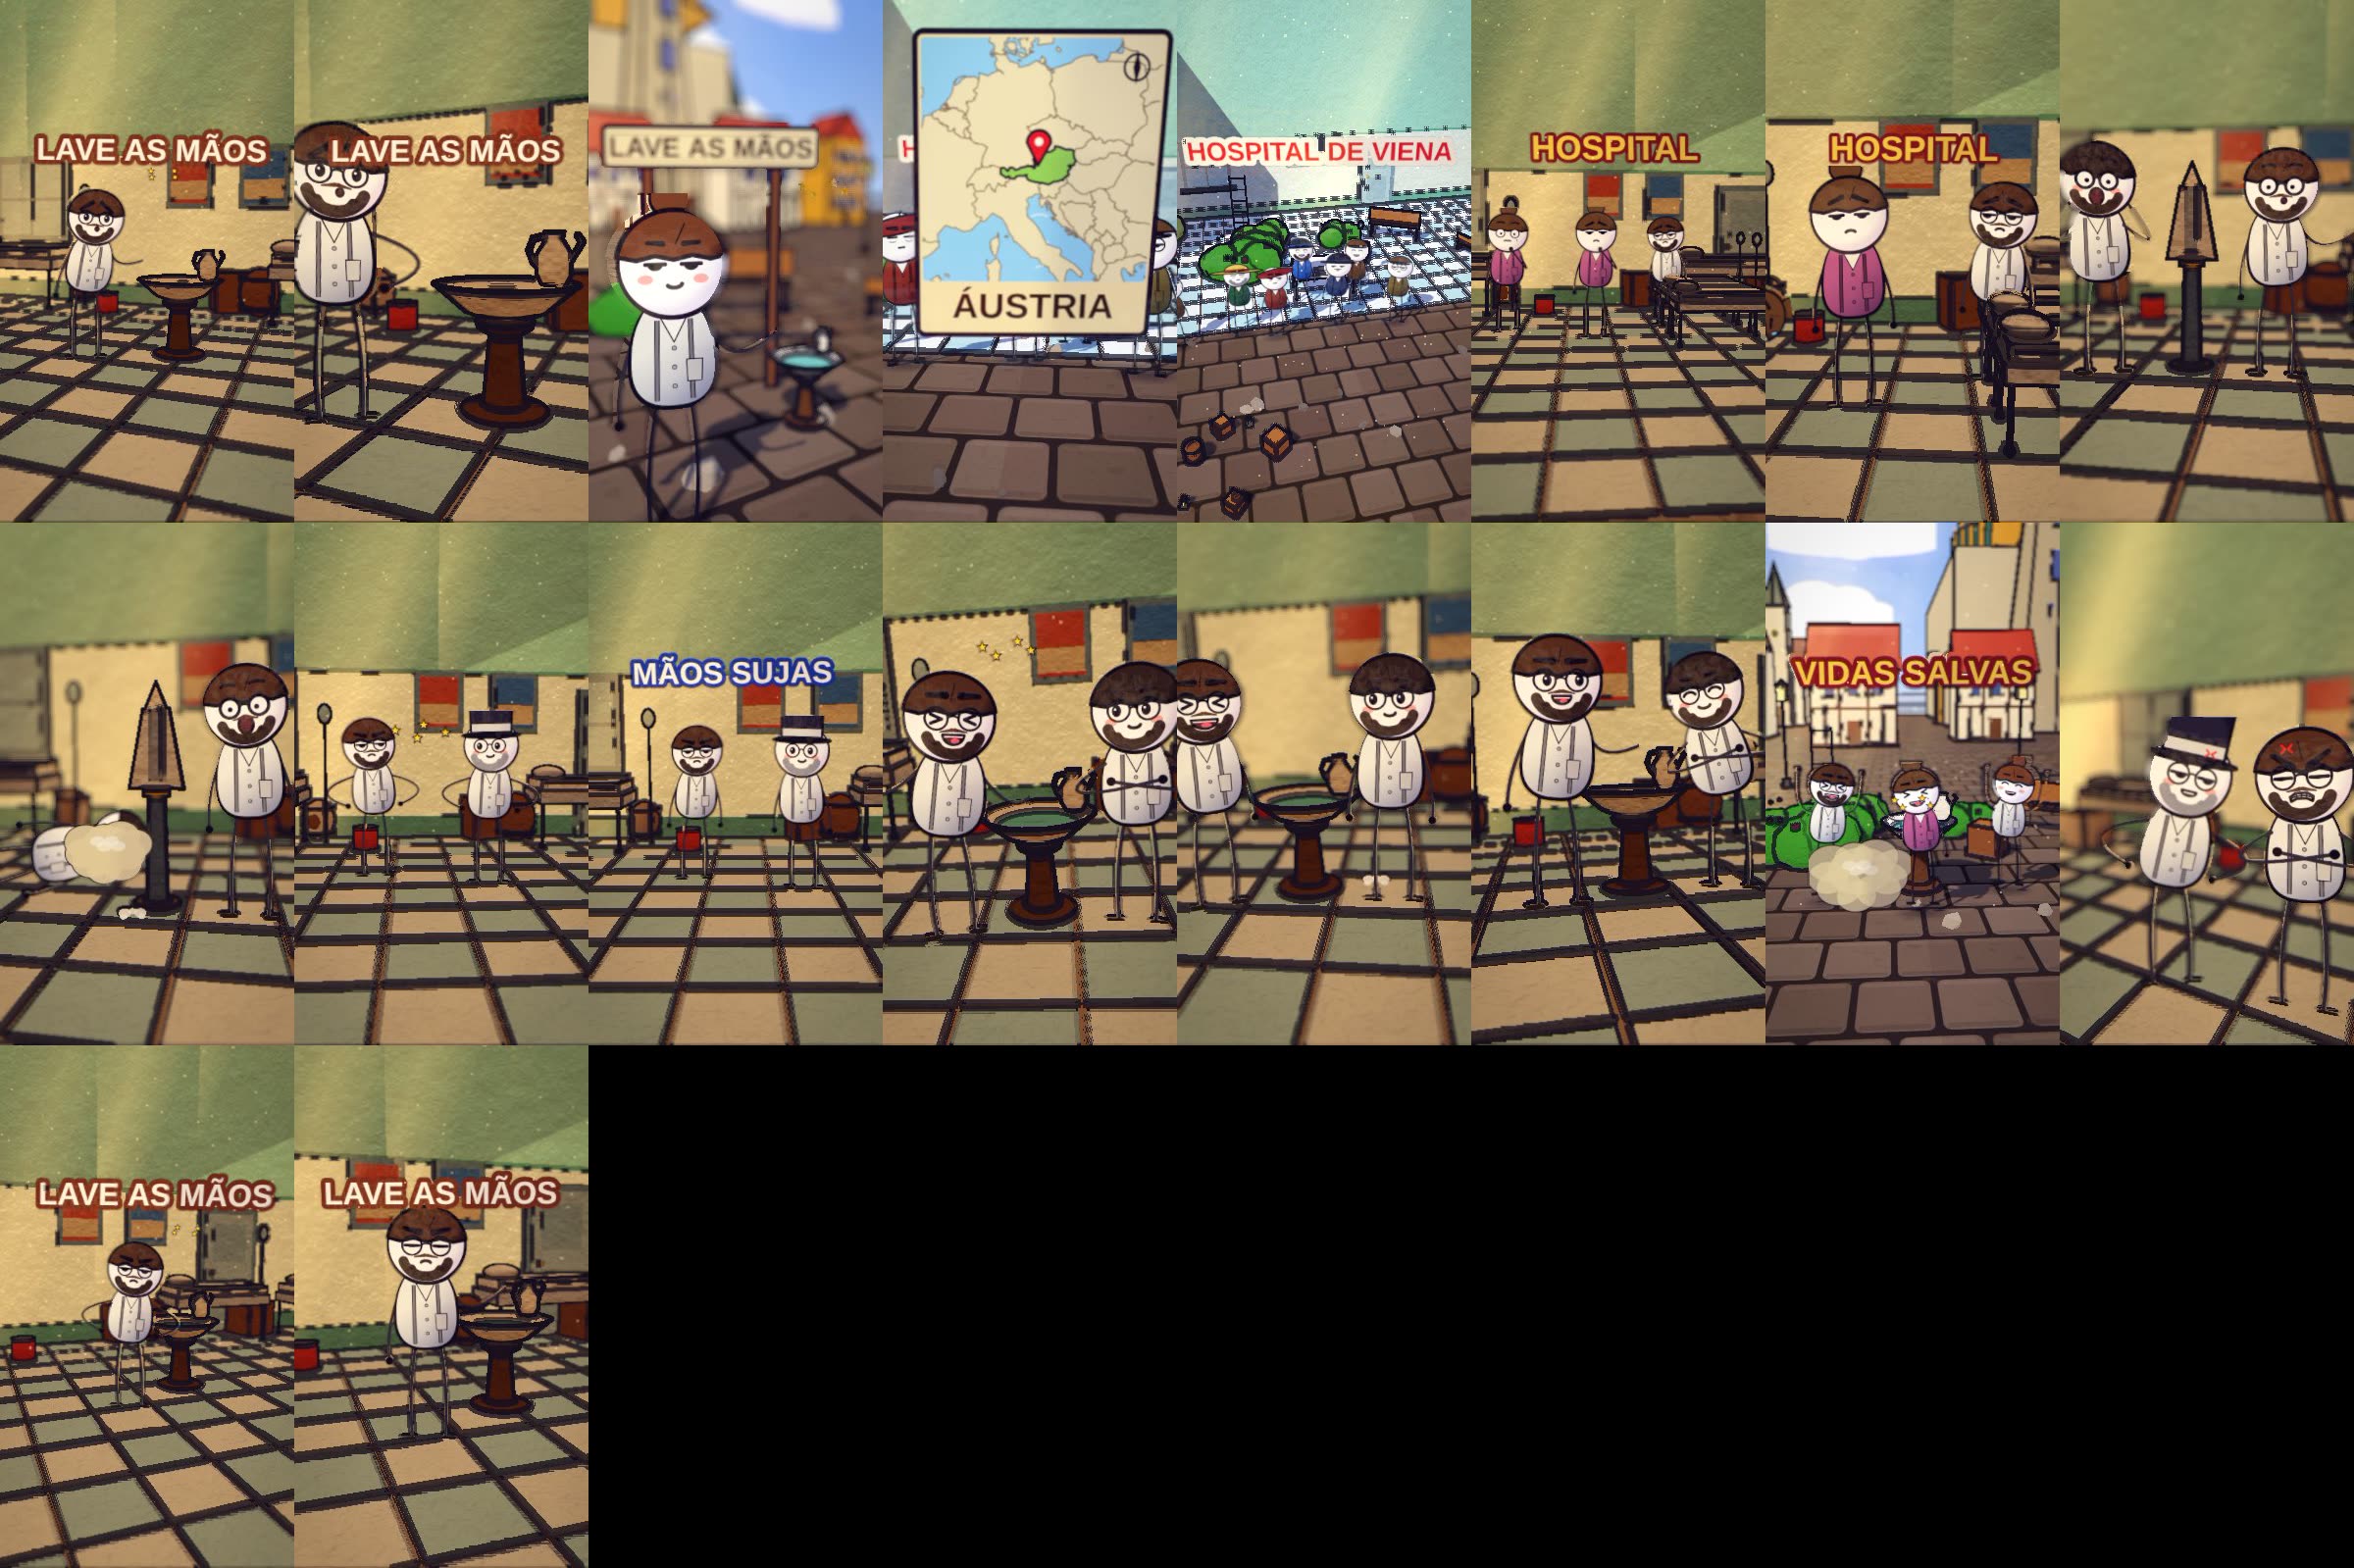 LAVE AS MÃOS
LAVE AS MÃOS
LAVE AS MÃOS
H
ÁUSTRIA
HOSPITAL DE VIENA
HOSPITAL
HOSPITAL
MÃOS SUJAS
VIDAS SALVAS
LAVE AS MÃOS
LAVE AS MÃOS